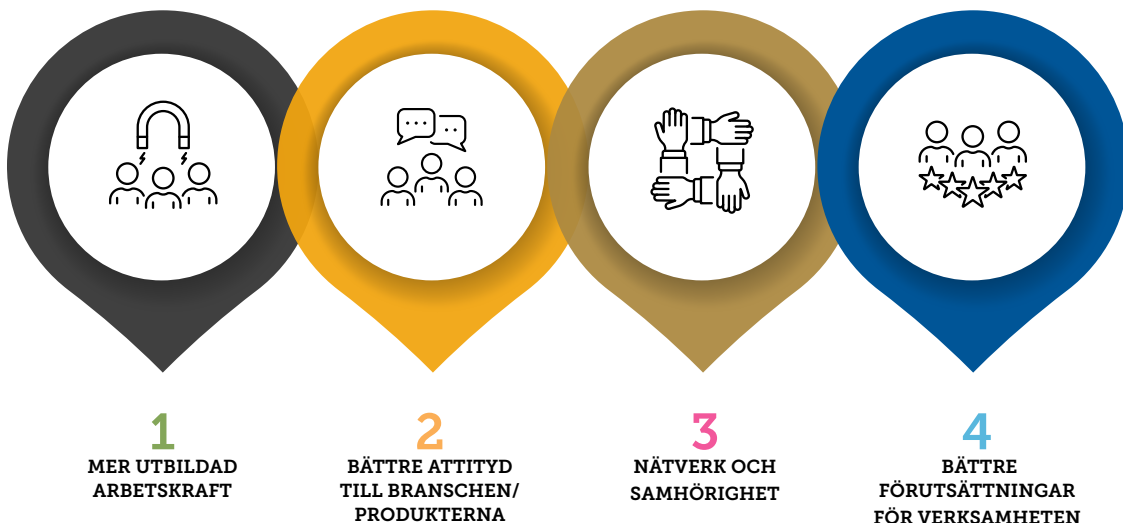 1
MER UTBILDAD
ARBETSKRAFT
2
BÄTTRE ATTITYD
TILL BRANSCHEN/
PRODUKTERNA
3
NÄTVERK OCH
SAMHÖRIGHET
4
BÄTTRE
FÖRUTSÄTTNINGAR
FÖR VERKSAMHETEN